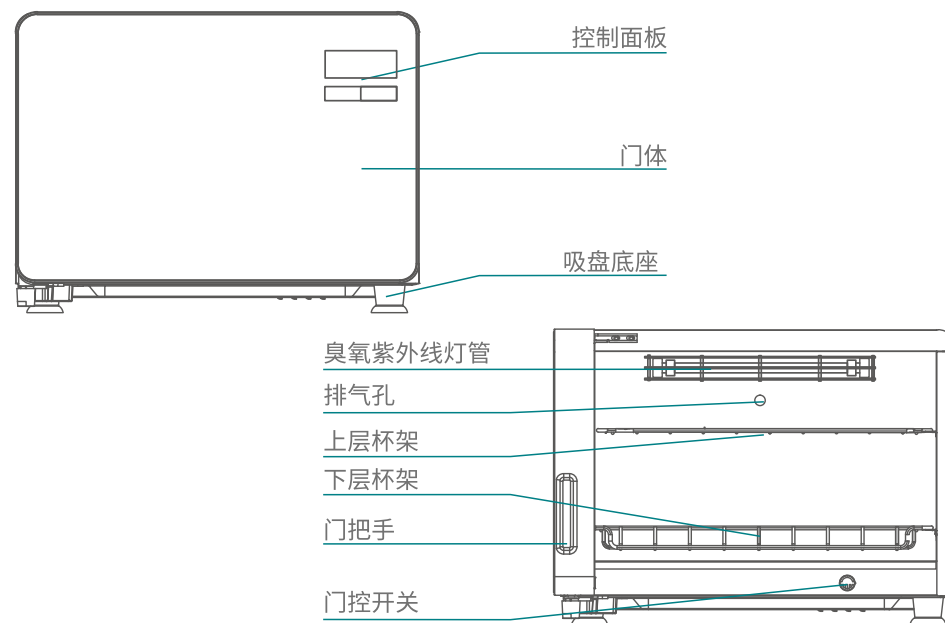 控制面板
门体
吸盘底座
臭氧紫外线灯管
排气孔
上层杯架
下层杯架
门把手
门控开关